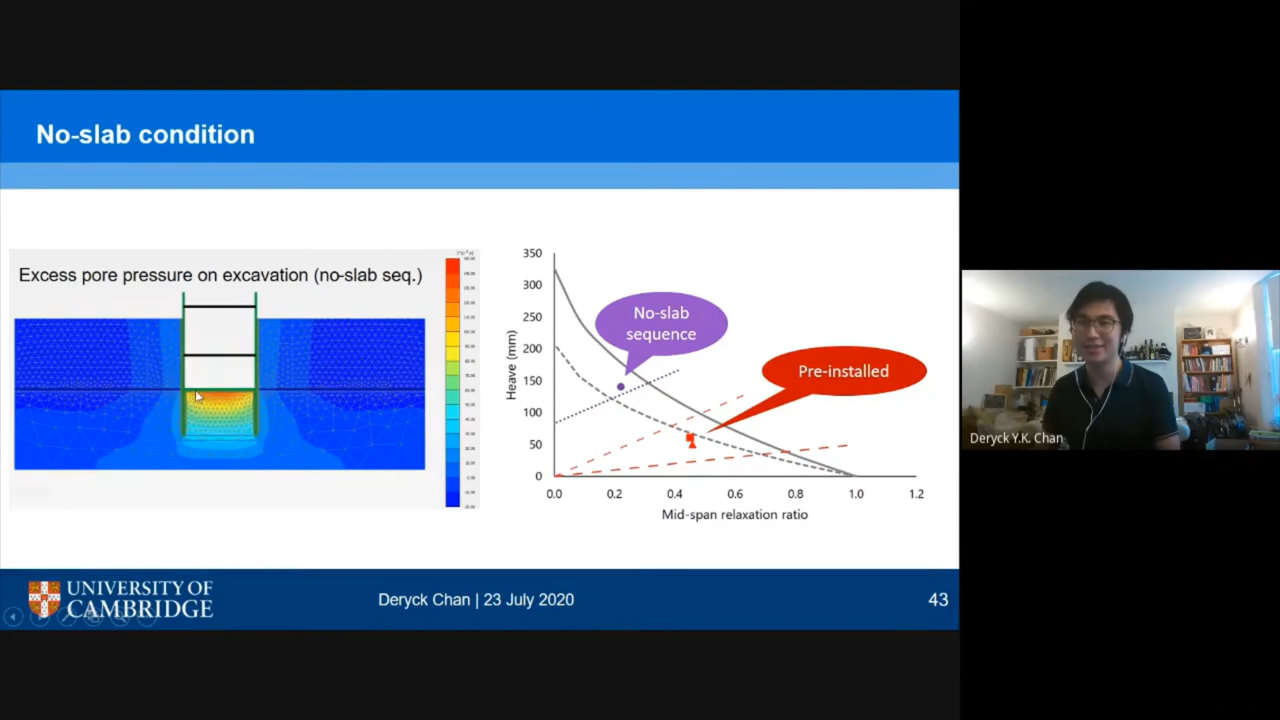 No-slab condition
Excess pore pressure on excavation (no-slab seq.)
350
300
250
200
150
100
50
0
Heave (mm)
No-slab
sequence
Pre-installed
0.0
0.2
0.4
0.6
0.8
1.0
1.2
Mid-span relaxation ratio
Deryck Y.K. Chan
UNIVERSITY OF
CAMBRIDGE
Deryck Chan | 23 July 2020
43